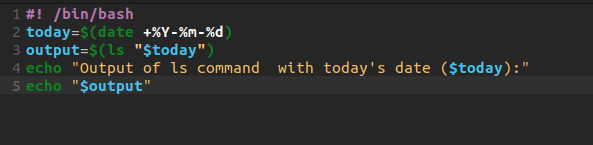 1 #! /bin/bash
2 today=$(date +%Y-%m-%d)
3 output=$(ls "$today")
4 echo "Output of ls command  with today's date ($today):"
5 echo "$output"